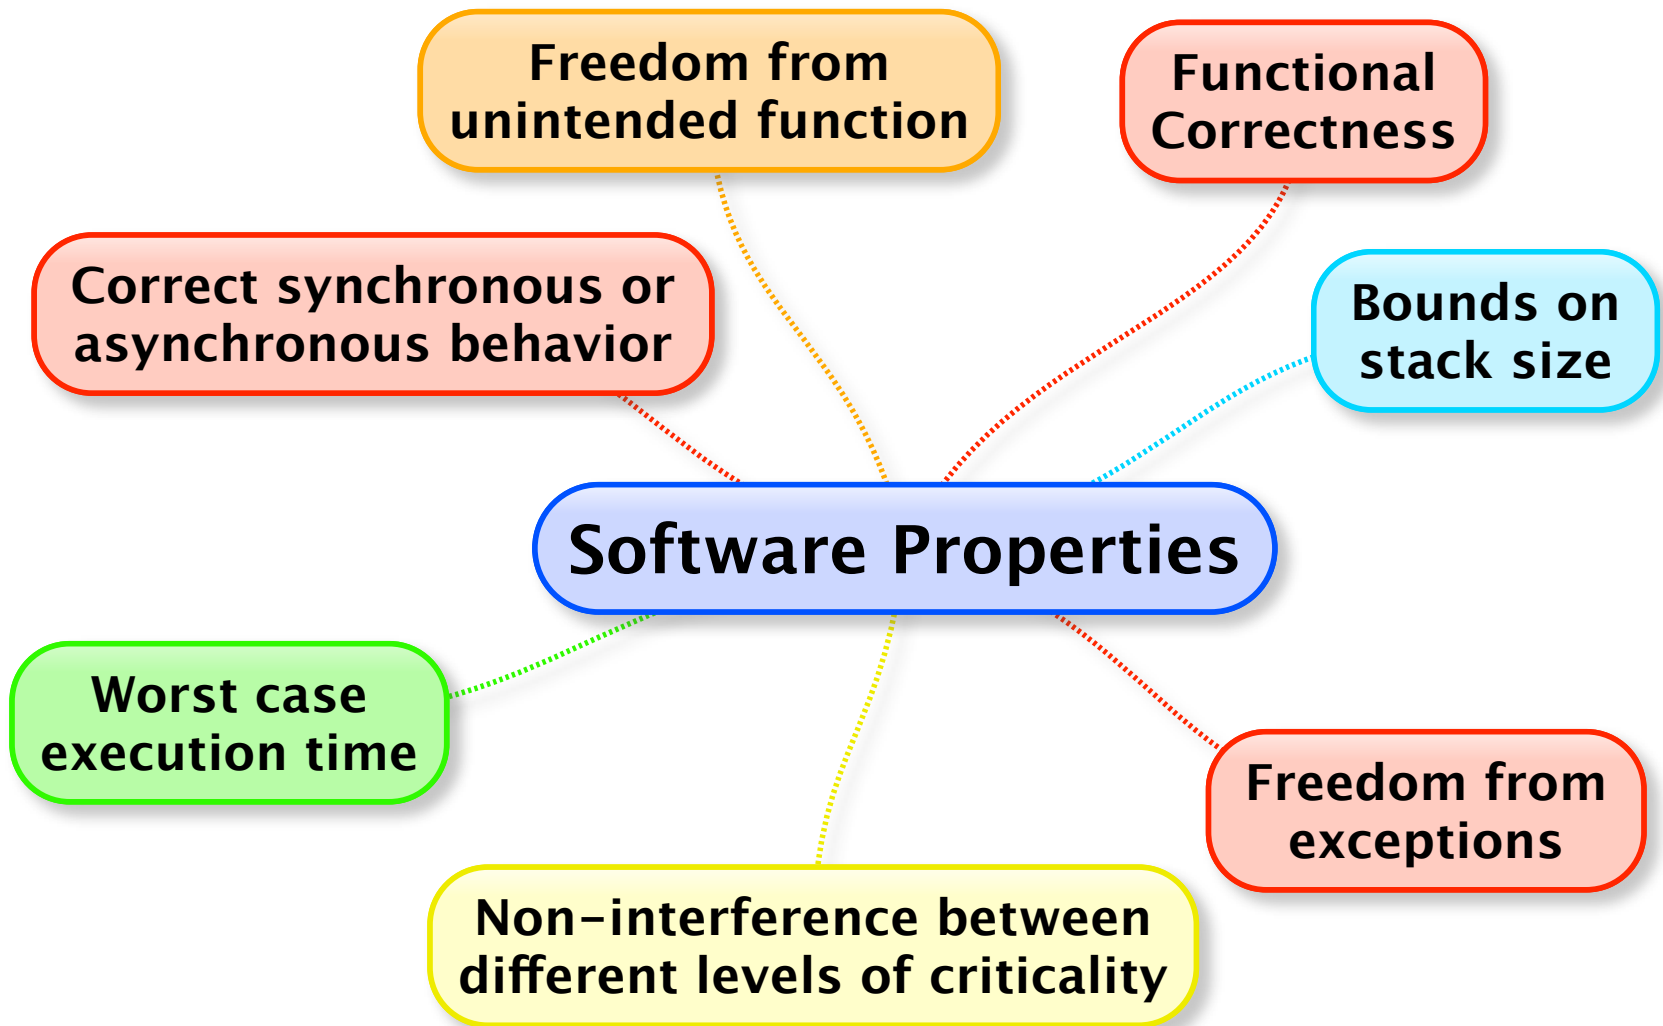 Freedom from
unintended function
Functional
Correctness
Correct synchronous or
asynchronous behavior
Bounds on
stack size
Software Properties
Worst case
execution time
Freedom from
exceptions
Non-interference between
different levels of criticality